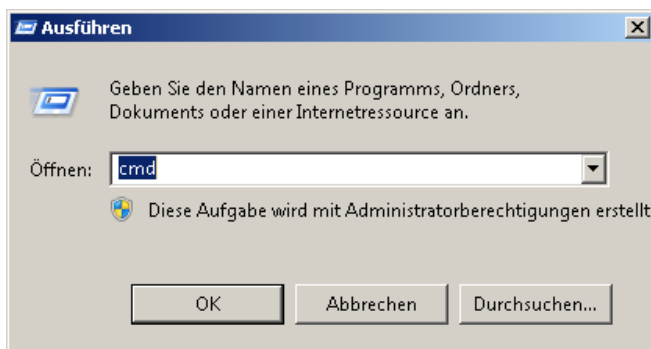 Ausführen
Geben Sie den Namen eines Programms, Ordners,
Dokuments oder einer Internetressource an.
Öffnen: cmd
Diese Aufgabe wird mit Administratorberechtigungen erstellt
OK Abbrechen Durchsuchen...